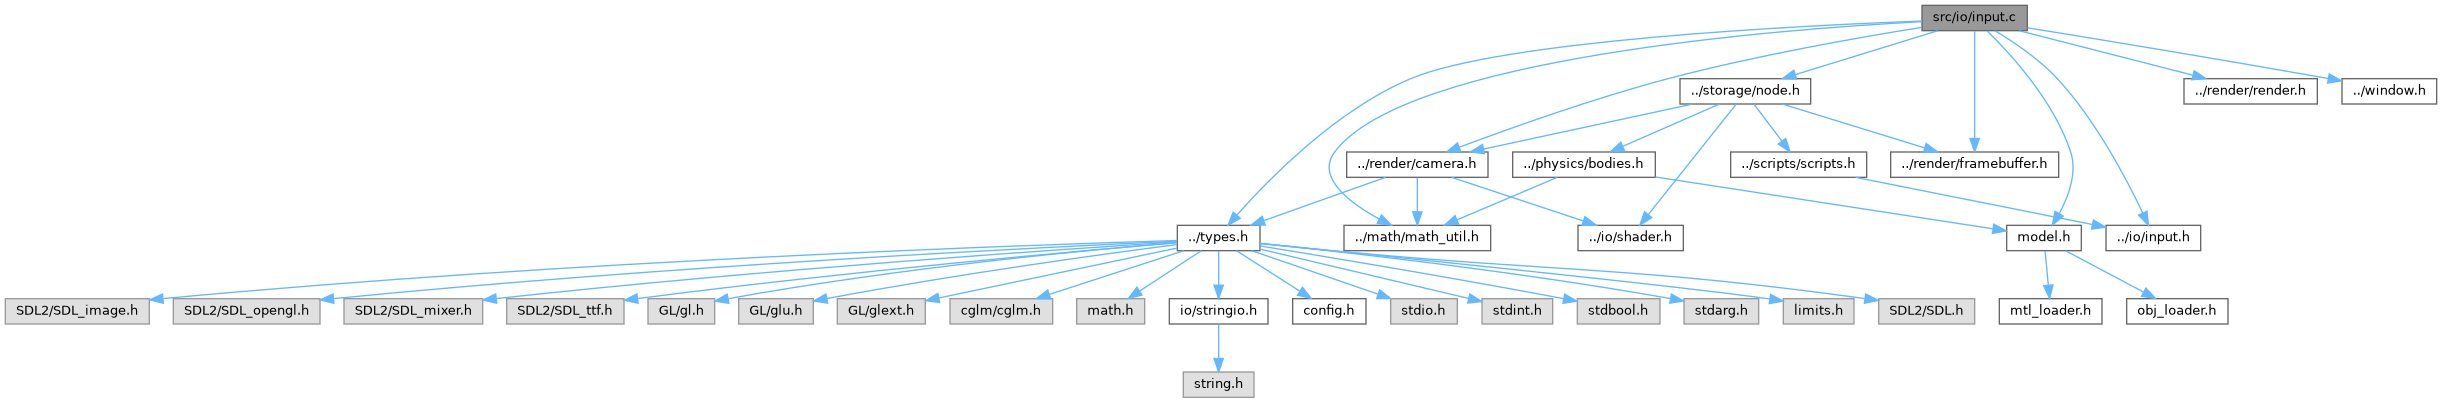 src/io/input.c
../storage/node.h
../render/render.h
../window.h
../render/camera.h
../physics/bodies.h
../scripts/scripts.h
../render/framebuffer.h
../types.h
../math/math_util.h
../io/shader.h
model.h
../io/input.h
SDL2/SDL_image.h
SDL2/SDL_opengl.h
SDL2/SDL_mixer.h
SDL2/SDL_ttf.h
GL/gl.h
GL/glu.h
GL/glext.h
cglm/cglm.h
math.h
io/stringio.h
config.h
stdio.h
stdint.h
stdbool.h
stdarg.h
limits.h
SDL2/SDL.h
mtl_loader.h
obj_loader.h
string.h